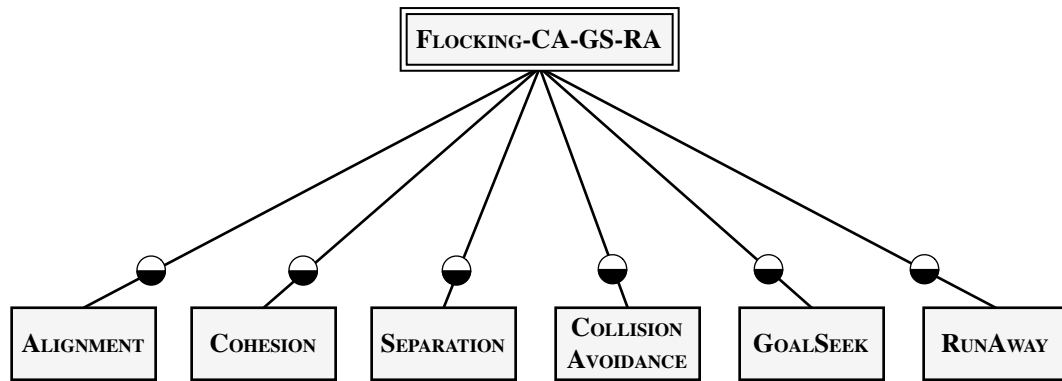 FLOCKING-CA-GS-RA
ALIGNMENT
COHESION
SEPARATION
COLLISION
AVOIDANCE
GOALSEEK
RUNAWAY